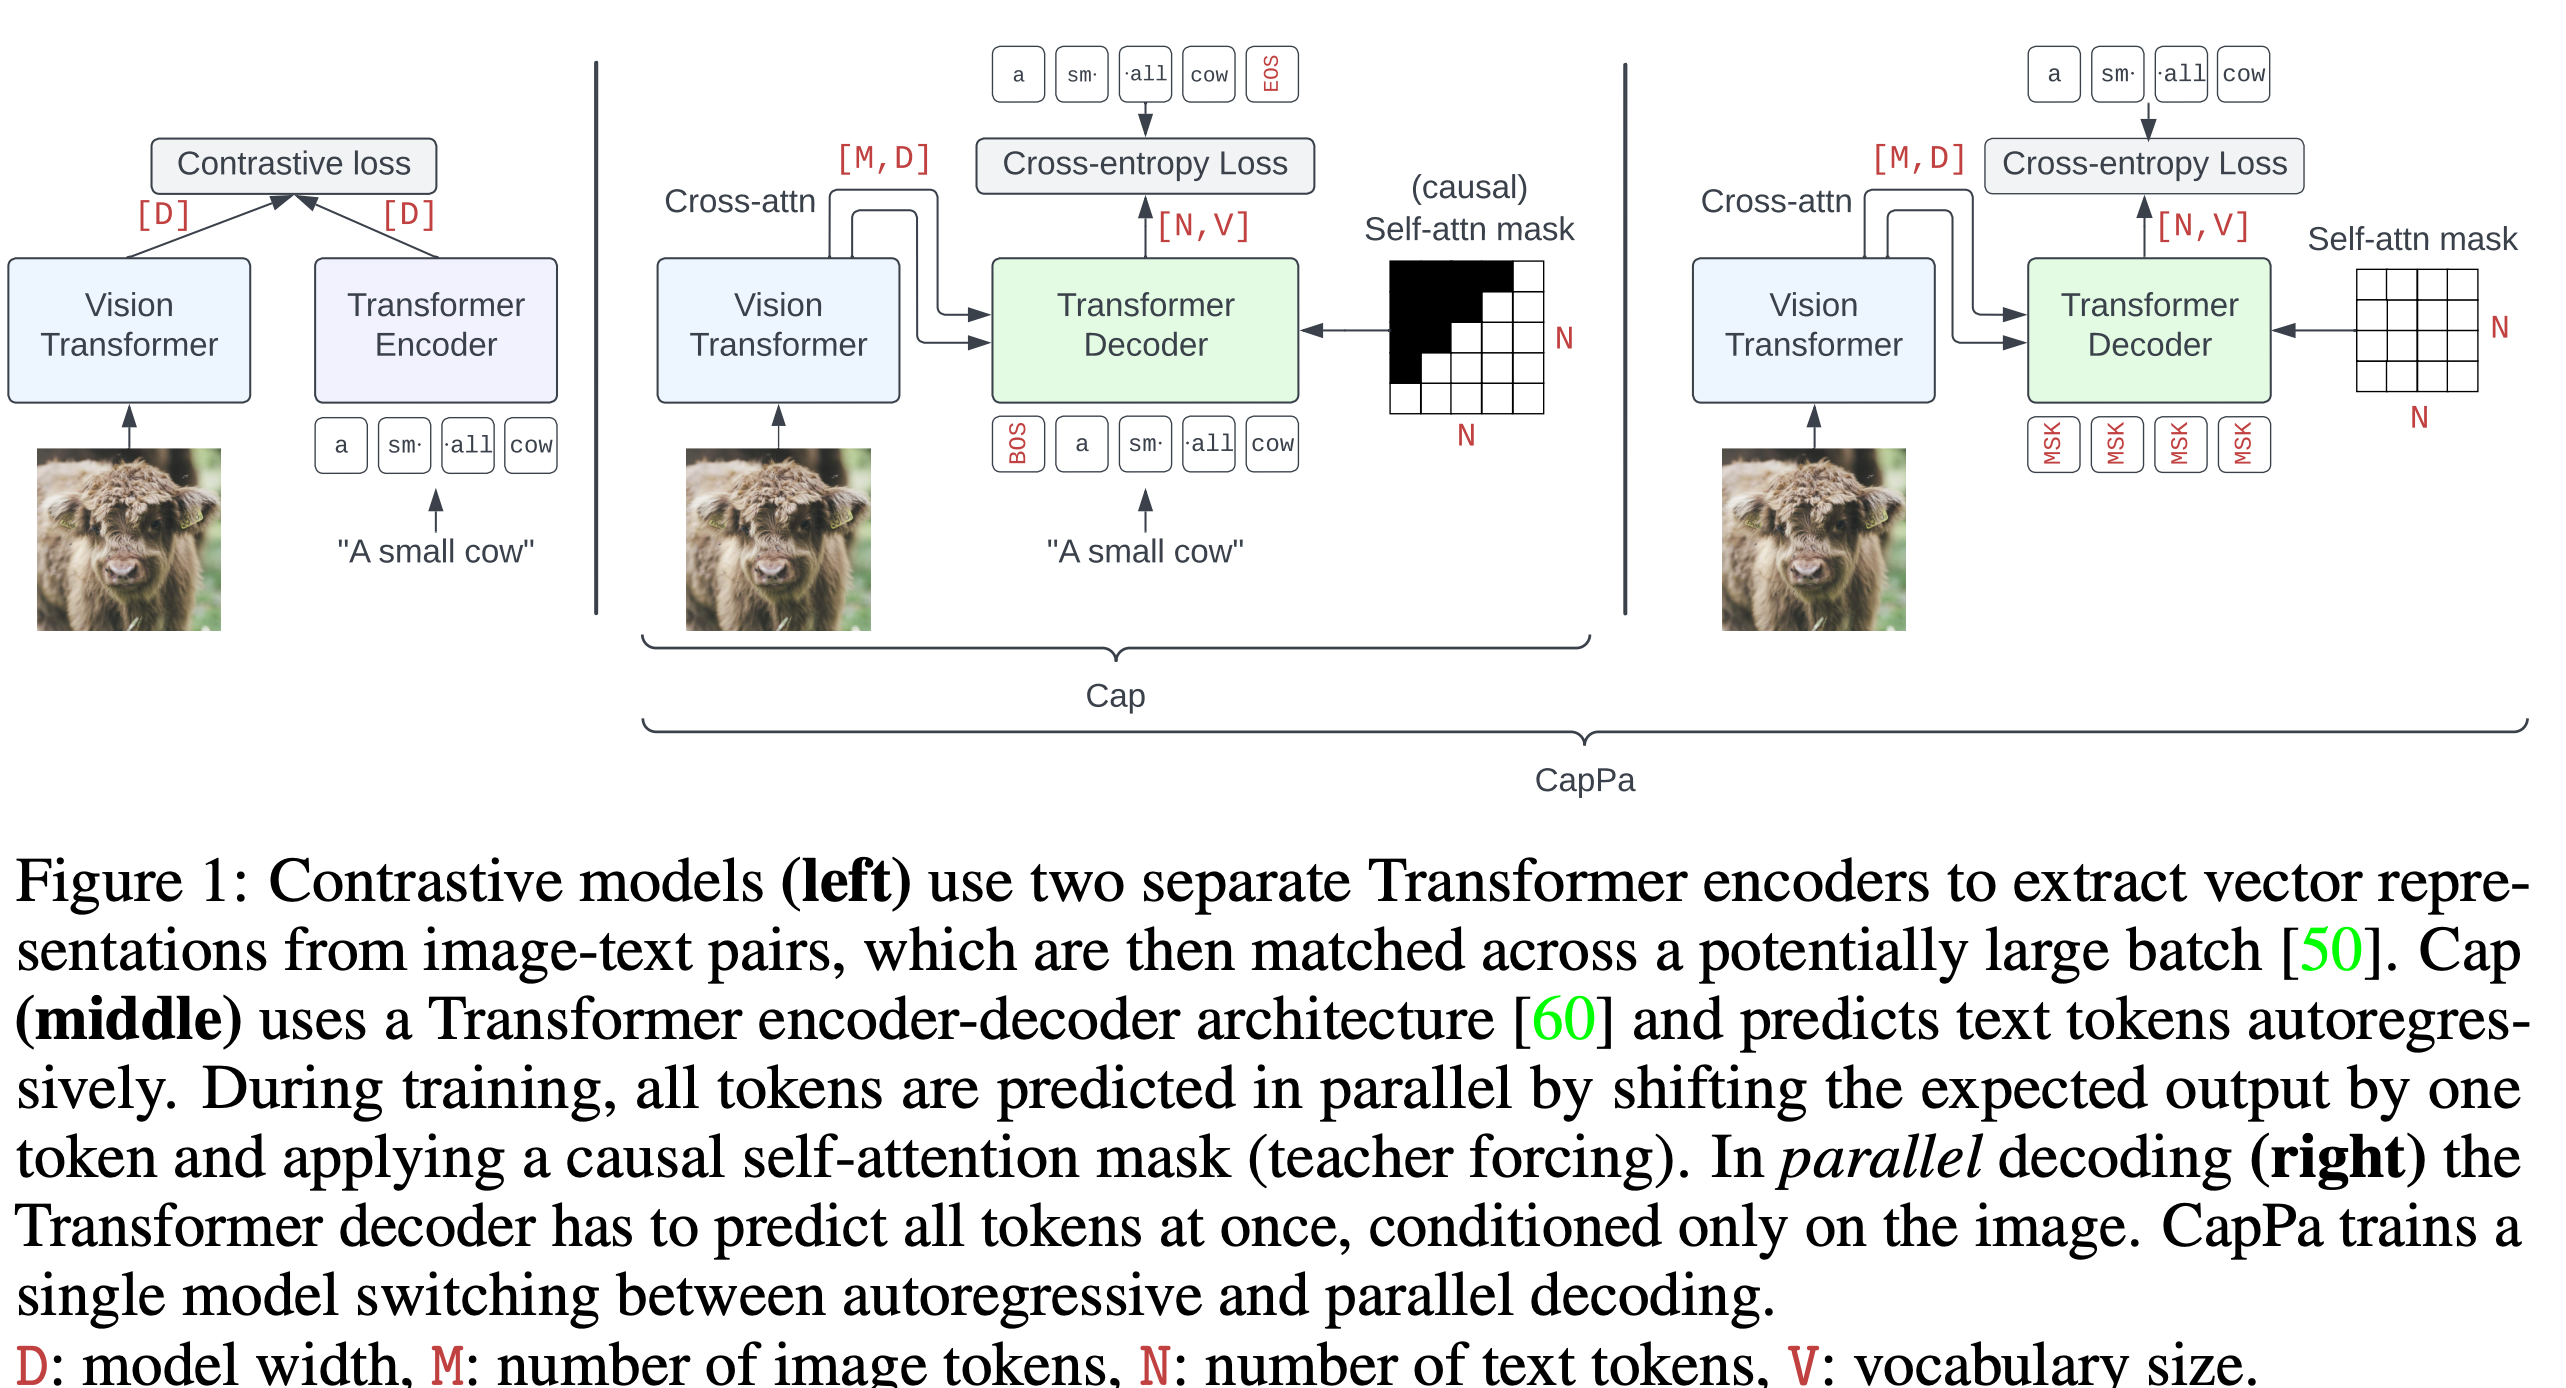 Contrastive loss
[D]
[D]
Vision
Transformer
Transformer
Encoder
a sm· ·all cow
"A small cow"
a sm· ·all cow EOS
Cross-entropy Loss
[M,D]
Cross-attn
[N,V]
(causal)
Self-attn mask
Vision
Transformer
Transformer
Decoder
N
N
BOS a sm· ·all cow
"A small cow"
a sm· ·all cow
Cross-entropy Loss
[M,D]
Cross-attn
[N,V]
Self-attn mask
Vision
Transformer
Transformer
Decoder
N
N
MSK MSK MSK MSK
Cap
CapPa
Figure 1: Contrastive models (left) use two separate Transformer encoders to extract vector repre-
sentations from image-text pairs, which are then matched across a potentially large batch [50]. Cap
(middle) uses a Transformer encoder-decoder architecture [60] and predicts text tokens autoregres-
sively. During training, all tokens are predicted in parallel by shifting the expected output by one
token and applying a causal self-attention mask (teacher forcing). In parallel decoding (right) the
Transformer decoder has to predict all tokens at once, conditioned only on the image. CapPa trains a
single model switching between autoregressive and parallel decoding.
D: model width, M: number of image tokens, N: number of text tokens, V: vocabulary size.